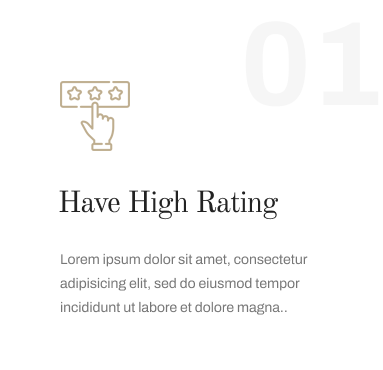 01
Have High Rating
Lorem ipsum dolor sit amet, consectetur
adipisicing elit, sed do eiusmod tempor
incididunt ut labore et dolore magna..